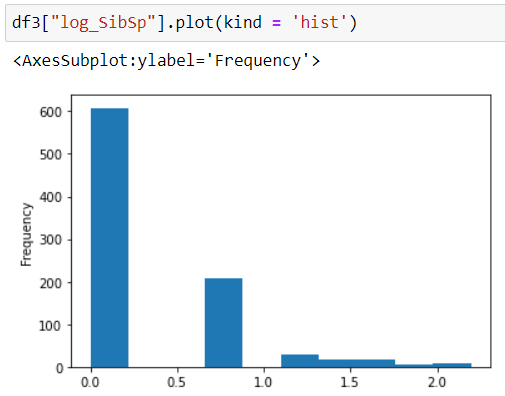 df3["log_SibSp"].plot(kind = 'hist')
<AxesSubplot:ylabel='Frequency'>
600
500
400
300
200
100
0
Frequency
0.0 0.5 1.0 1.5 2.0